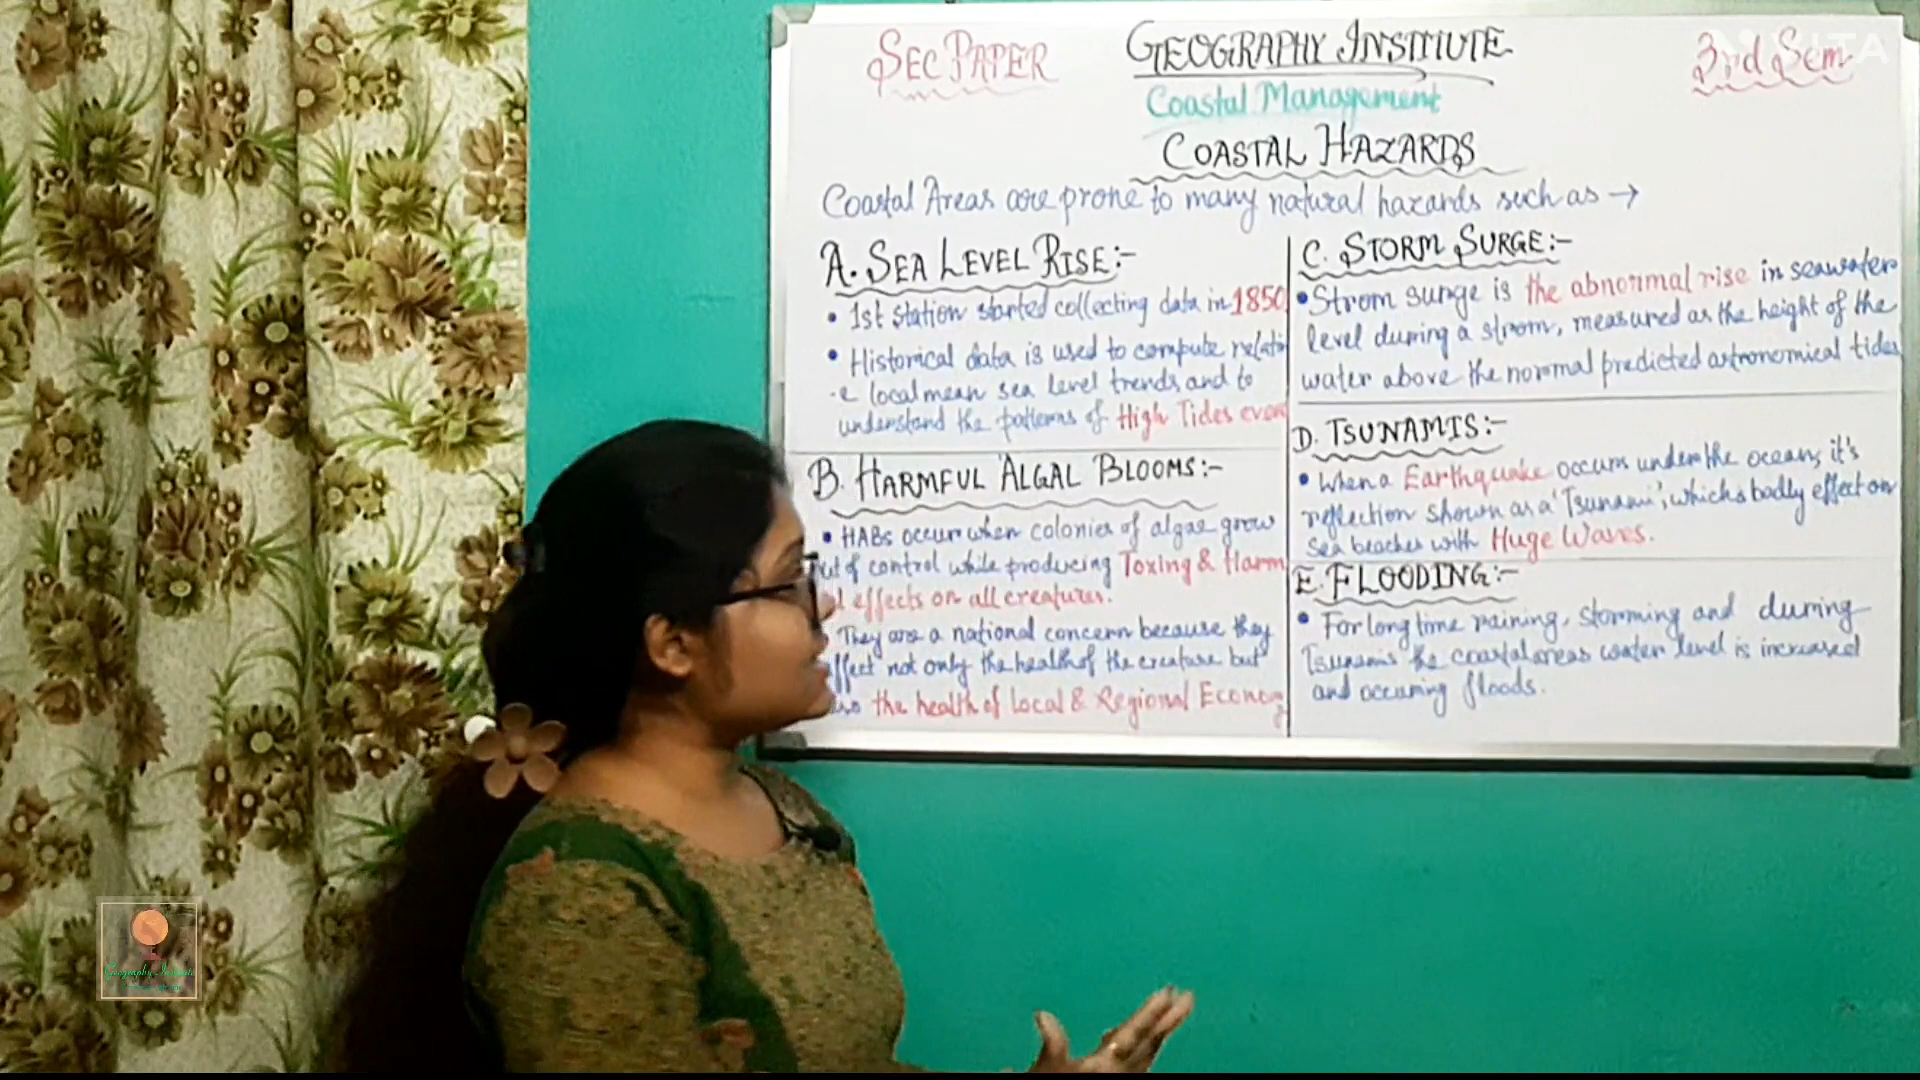 SEC PAPER
GEOGRAPHY INSTITUTE
3rd Sem
Coastal Management
COASTAL HAZARDS
Coastal Areas are prone to many natural hazards such as →
A. SEA LEVEL RISE:-
• 1st station started collecting data in 1850
• Historical data is used to compute relati
-e local mean sea level trends, and to
understand the patterns of High Tides even
B. HARMFUL ALGAL BLOOMS:-
• HABs occur when colonies of algae grow
out of control while producing Toxing & Harm
effects on all creatures.
They are a national concern because they
effect not only the health of the creature but
the health of Local & Regional Economy
C. STORM SURGE:-
• Strom surge is the abnormal rise in seawater
level during a strom, measured as the height of the
water above the normal predicted astronomical tides
D. TSUNAMIS:-
• When a Earthquake occurs under the ocean, it's
reflection shown as a 'Tsunami', which badly effect on
Sea beaches with Huge Waves.
E. FLOODING:-
• For long time raining, storming and during
Tsunamis the coastal areas water level is increased
and occuring floods.
Geography Institute